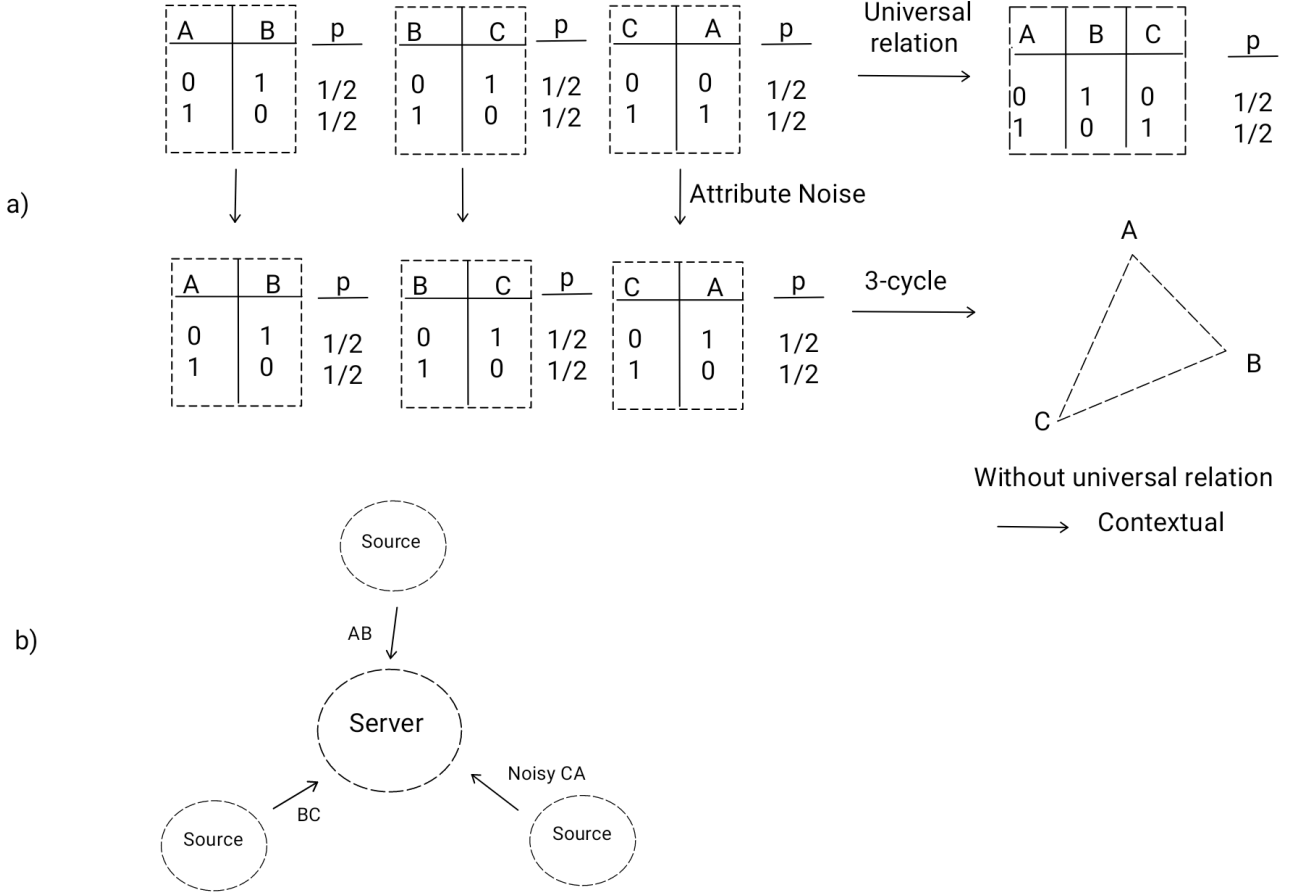 A B p B C p C A p Universal relation A B C p
0 1 1/2 0 1 1/2 0 0 1/2 0 1 0 1/2
1 0 1/2 1 0 1/2 1 1 1/2 1 0 1 1/2
a)
Attribute Noise
A B p B C p C A p 3-cycle
0 1 1/2 0 1 1/2 0 1 1/2
1 0 1/2 1 0 1/2 1 0 1/2
A
B
C
Without universal relation
Contextual
b)
Source
AB
Server
BC
Noisy CA
Source
Source